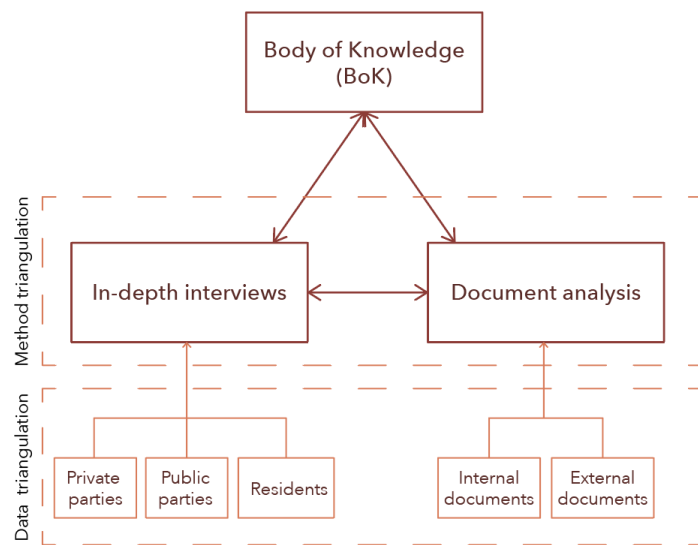 Body of Knowledge
(BoK)
Method triangulation
In-depth interviews
Document analysis
Data triangulation
Private
parties
Public
parties
Residents
Internal
documents
External
documents